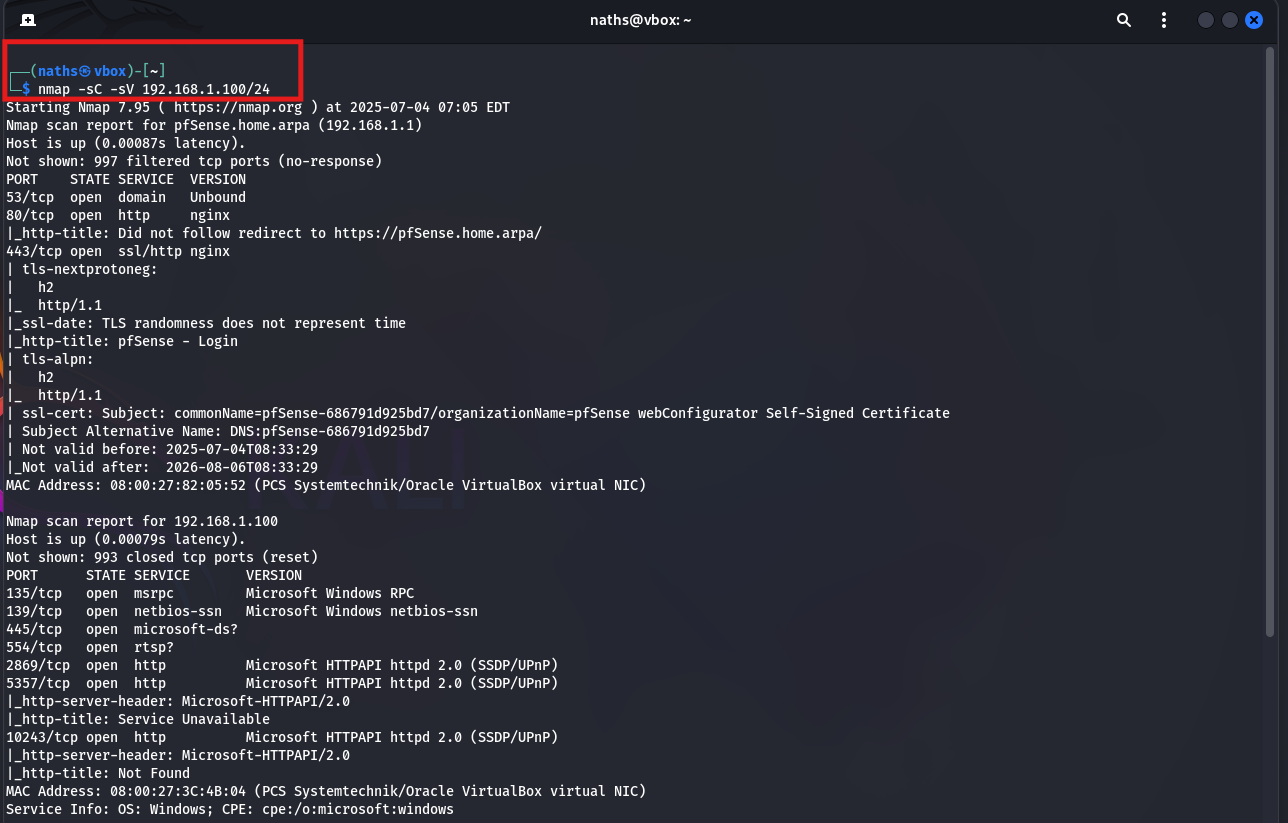 naths@vbox: ~
┌──(naths㉿vbox)-[~]
└─$ nmap -sC -sV 192.168.1.100/24
Starting Nmap 7.95 ( https://nmap.org ) at 2025-07-04 07:05 EDT
Nmap scan report for pfSense.home.arpa (192.168.1.1)
Host is up (0.00087s latency).
Not shown: 997 filtered tcp ports (no-response)
PORT    STATE SERVICE  VERSION
53/tcp  open  domain   Unbound
80/tcp  open  http     nginx
|_http-title: Did not follow redirect to https://pfSense.home.arpa/
443/tcp open  ssl/http nginx
| tls-nextprotoneg:
|   h2
|_  http/1.1
|_ssl-date: TLS randomness does not represent time
|_http-title: pfSense - Login
| tls-alpn:
|   h2
|_  http/1.1
| ssl-cert: Subject: commonName=pfSense-686791d925bd7/organizationName=pfSense webConfigurator Self-Signed Certificate
| Subject Alternative Name: DNS:pfSense-686791d925bd7
| Not valid before: 2025-07-04T08:33:29
|_Not valid after:  2026-08-06T08:33:29
MAC Address: 08:00:27:82:05:52 (PCS Systemtechnik/Oracle VirtualBox virtual NIC)
Nmap scan report for 192.168.1.100
Host is up (0.00079s latency).
Not shown: 993 closed tcp ports (reset)
PORT      STATE SERVICE       VERSION
135/tcp   open  msrpc         Microsoft Windows RPC
139/tcp   open  netbios-ssn   Microsoft Windows netbios-ssn
445/tcp   open  microsoft-ds?
554/tcp   open  rtsp?
2869/tcp  open  http          Microsoft HTTPAPI httpd 2.0 (SSDP/UPnP)
5357/tcp  open  http          Microsoft HTTPAPI httpd 2.0 (SSDP/UPnP)
|_http-server-header: Microsoft-HTTPAPI/2.0
|_http-title: Service Unavailable
10243/tcp open  http          Microsoft HTTPAPI httpd 2.0 (SSDP/UPnP)
|_http-server-header: Microsoft-HTTPAPI/2.0
|_http-title: Not Found
MAC Address: 08:00:27:3C:4B:04 (PCS Systemtechnik/Oracle VirtualBox virtual NIC)
Service Info: OS: Windows; CPE: cpe:/o:microsoft:windows